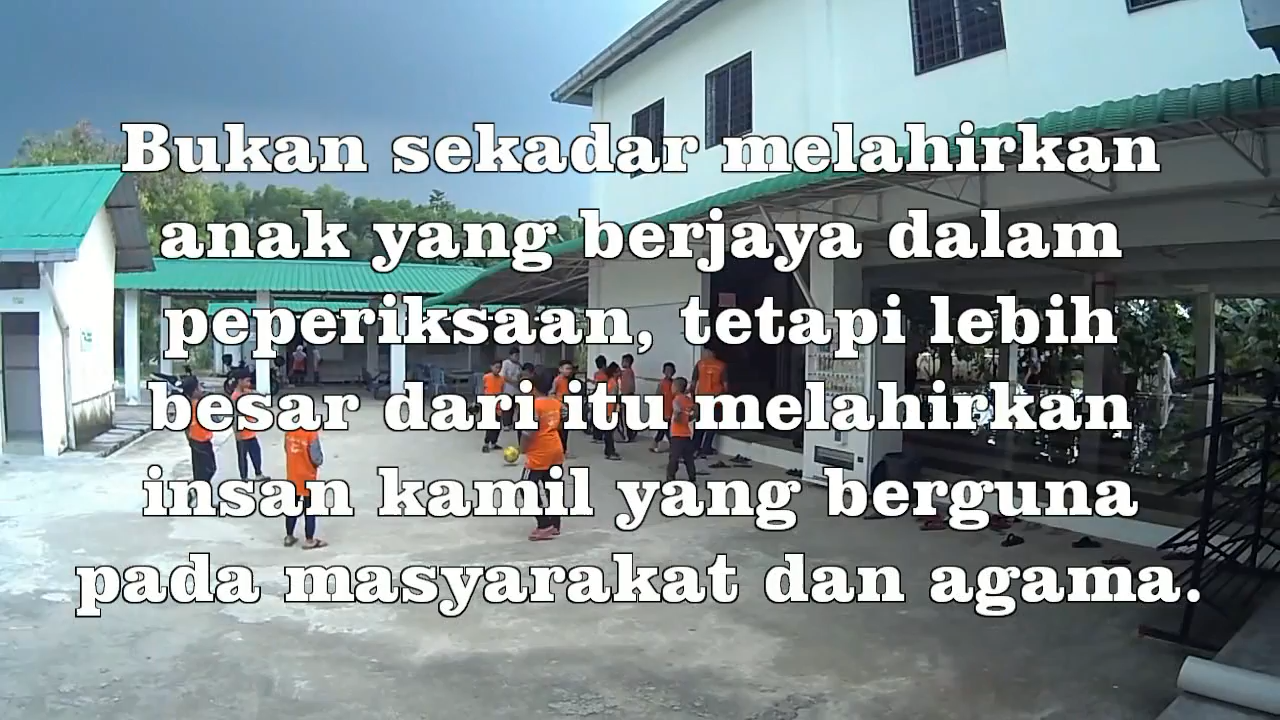 Bukan sekadar melahirkan
anak yang berjaya dalam
peperiksaan, tetapi lebih
besar dari itu melahirkan
insan kamil yang berguna
pada masyarakat dan agama.